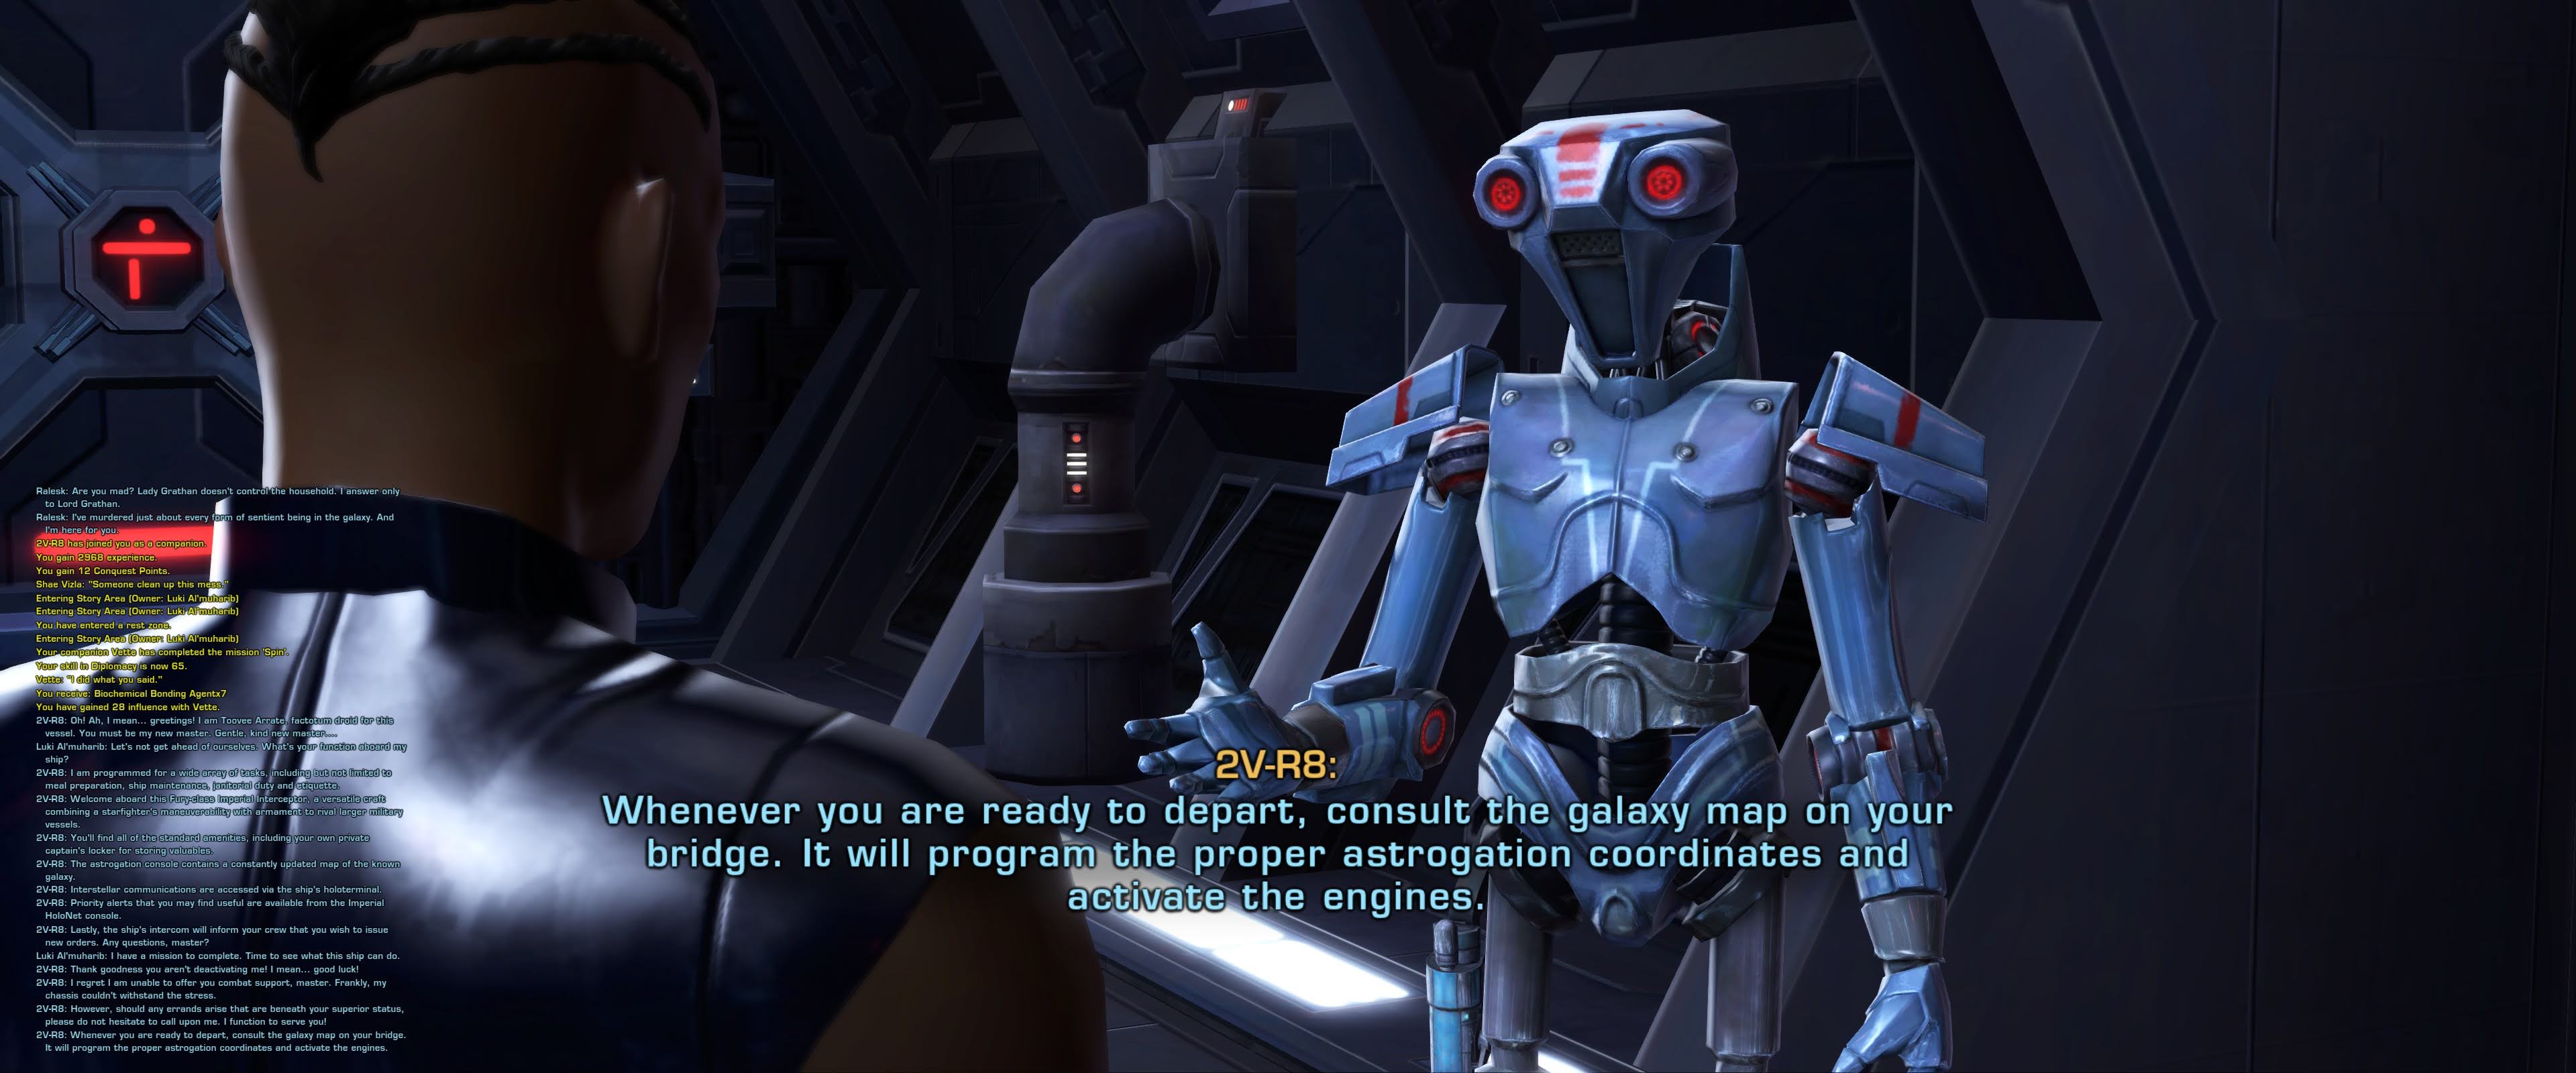 Ralesk: Are you mad? Lady Grathan doesn't control the household. I answer only
to Lord Grathan.
Ralesk: I've murdered just about every form of sentient being in the galaxy. And
I'm here for you.
2V-R8 has joined you as a companion.
You gain 2968 experience.
You gain 12 Conquest Points.
Shae Vizla: "Someone clean up this mess."
Entering Story Area (Owner: Luki Al'muharib)
Entering Story Area (Owner: Luki Al'muharib)
You have entered a rest zone.
Entering Story Area (Owner: Luki Al'muharib)
Your companion Vette has completed the mission 'Spin'.
Your skill in Diplomacy is now 65.
Vette: "I did what you said."
You receive: Biochemical Bonding Agentx7
You have gained 28 influence with Vette.
2V-R8: Oh! Ah, I mean... greetings! I am Toovee Arrate, factotum droid for this
vessel. You must be my new master. Gentle, kind new master....
Luki Al'muharib: Let's not get ahead of ourselves. What's your function aboard my
ship?
2V-R8: I am programmed for a wide array of tasks, including but not limited to
meal preparation, ship maintenance, janitorial duty and etiquette.
2V-R8: Welcome aboard this Fury-class Imperial Interceptor, a versatile craft
combining a starfighter's maneuverability with armament to rival larger military
vessels.
2V-R8: You'll find all of the standard amenities, including your own private
captain's locker for storing valuables.
2V-R8: The astrogation console contains a constantly updated map of the known
galaxy.
2V-R8: Interstellar communications are accessed via the ship's holoterminal.
2V-R8: Priority alerts that you may find useful are available from the Imperial
HoloNet console.
2V-R8: Lastly, the ship's intercom will inform your crew that you wish to issue
new orders. Any questions, master?
Luki Al'muharib: I have a mission to complete. Time to see what this ship can do.
2V-R8: Thank goodness you aren't deactivating me! I mean... good luck!
2V-R8: I regret I am unable to offer you combat support, master. Frankly, my
chassis couldn't withstand the stress.
2V-R8: However, should any errands arise that are beneath your superior status,
please do not hesitate to call upon me. I function to serve you!
2V-R8: Whenever you are ready to depart, consult the galaxy map on your bridge.
It will program the proper astrogation coordinates and activate the engines.
2V-R8:
Whenever you are ready to depart, consult the galaxy map on your
bridge. It will program the proper astrogation coordinates and
activate the engines.